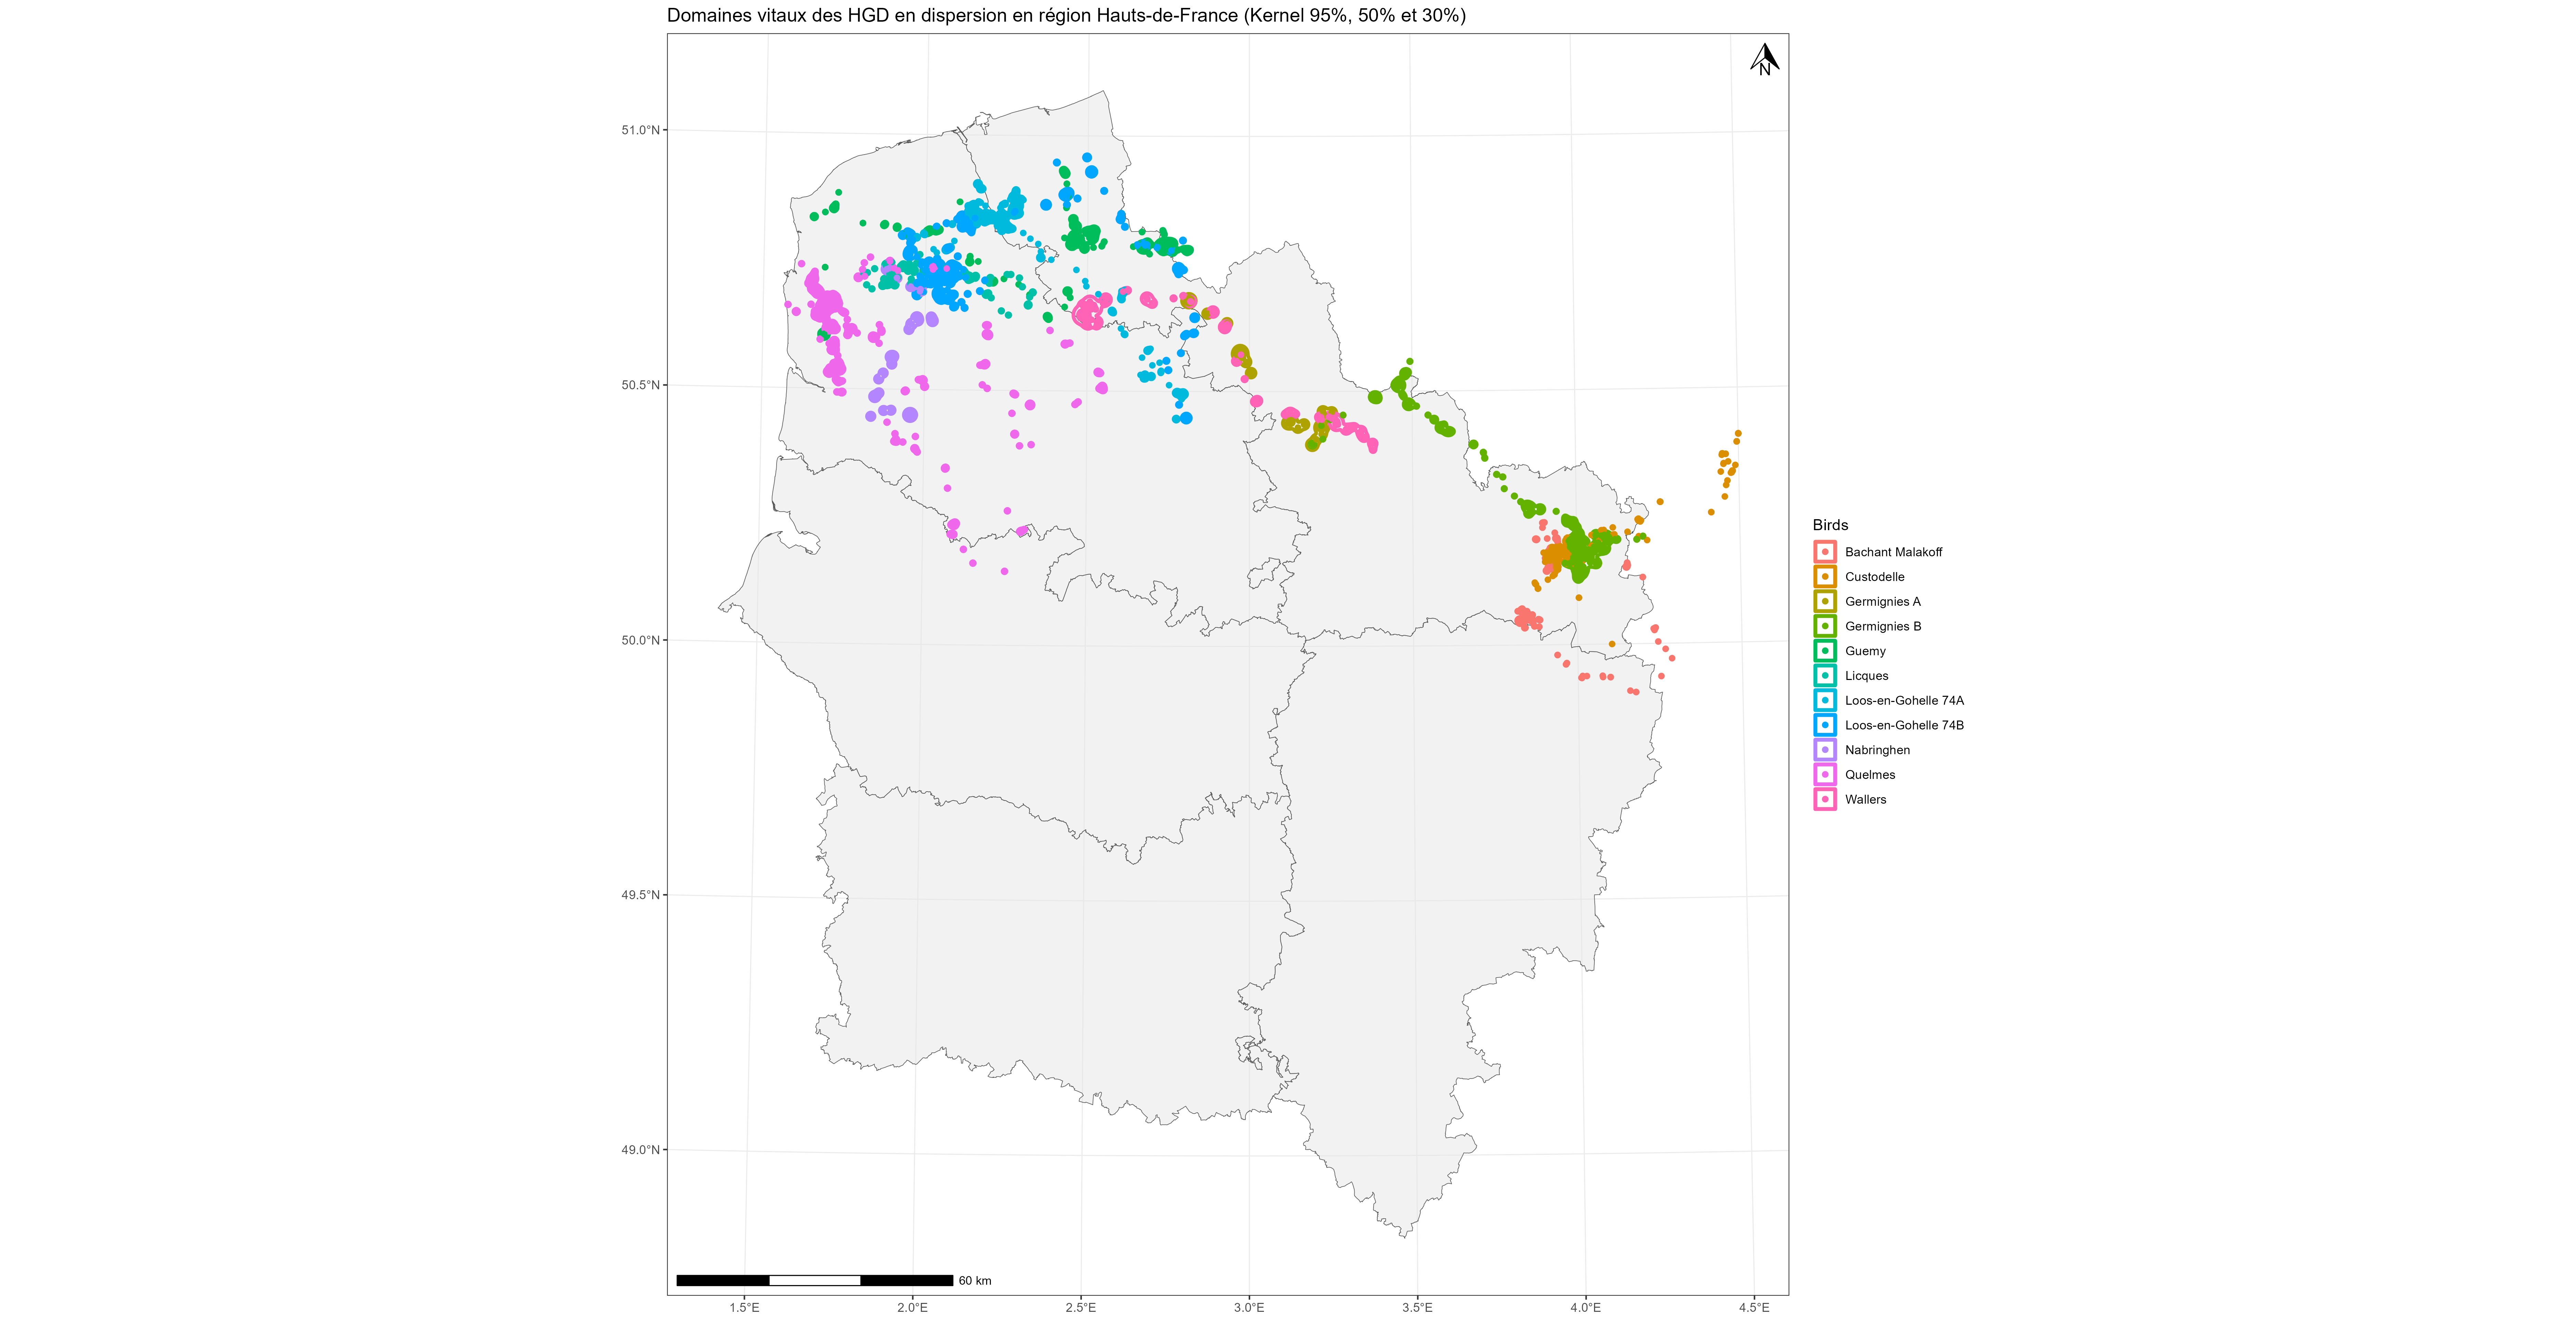 Domaines vitaux des HGD en dispersion en région Hauts-de-France (Kernel 95%, 50% et 30%)
N
51.0°N
50.5°N
50.0°N
49.5°N
49.0°N
Birds
Bachant Malakoff
Custodelle
Germignies A
Germignies B
Guemy
Licques
Loos-en-Gohelle 74A
Loos-en-Gohelle 74B
Nabringhen
Quelmes
Wallers
60 km
1.5°E 2.0°E 2.5°E 3.0°E 3.5°E 4.0°E 4.5°E